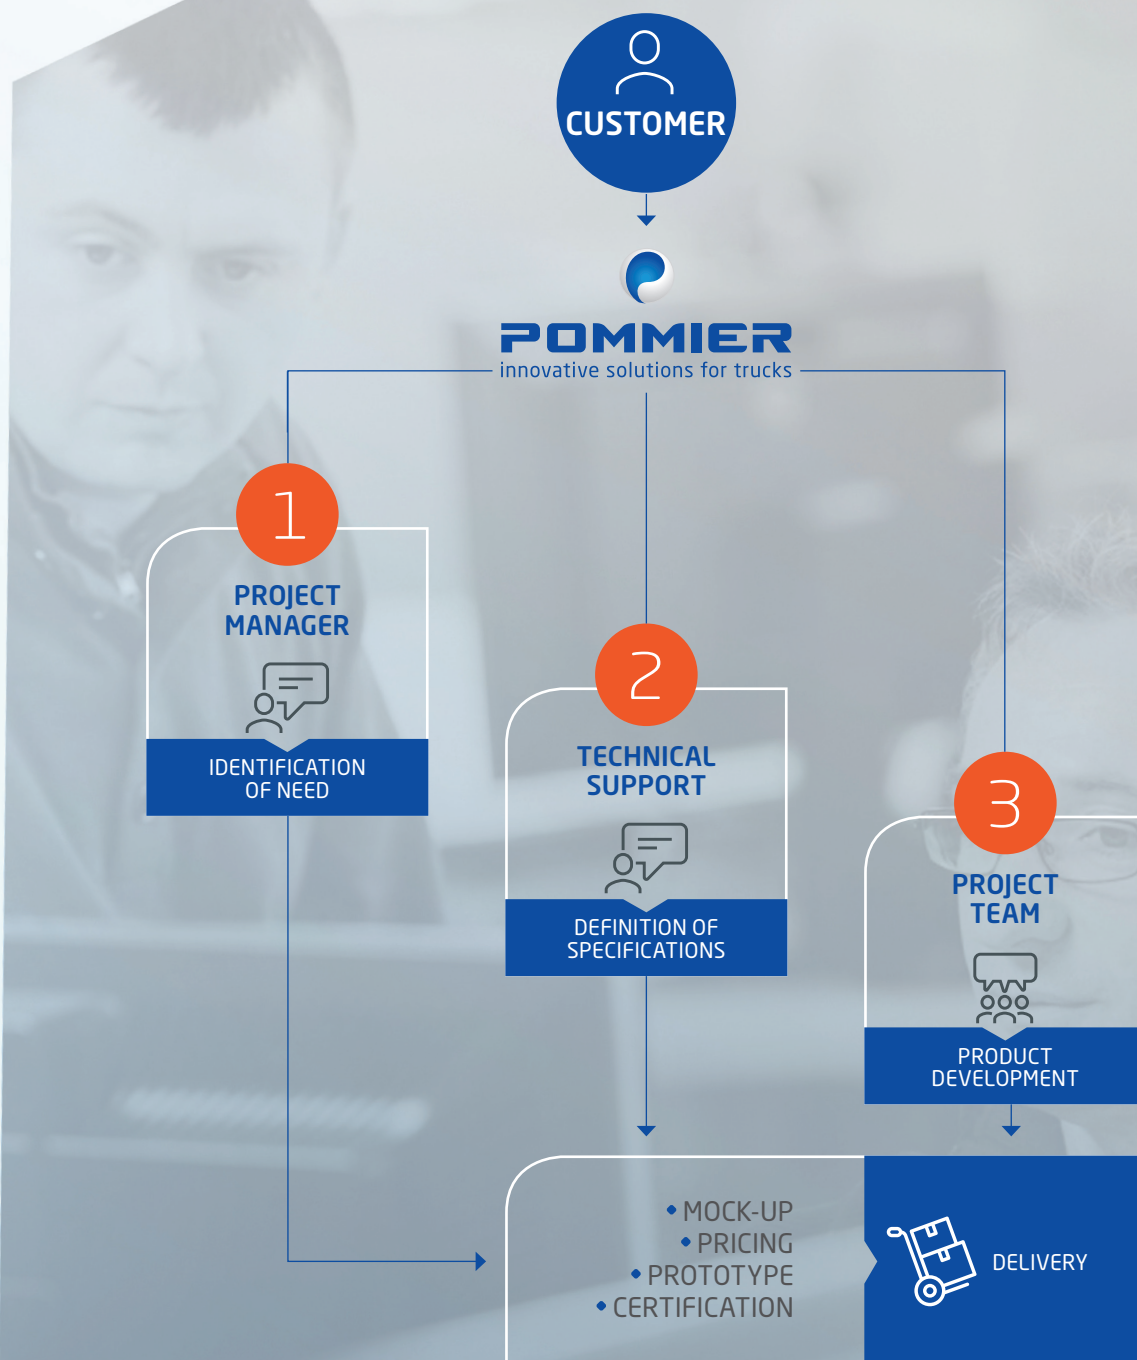 CUSTOMER
POMMIER
innovative solutions for trucks
1
PROJECT
MANAGER
IDENTIFICATION
OF NEED
2
TECHNICAL
SUPPORT
DEFINITION OF
SPECIFICATIONS
3
PROJECT
TEAM
PRODUCT
DEVELOPMENT
• MOCK-UP
• PRICING
• PROTOTYPE
• CERTIFICATION
DELIVERY